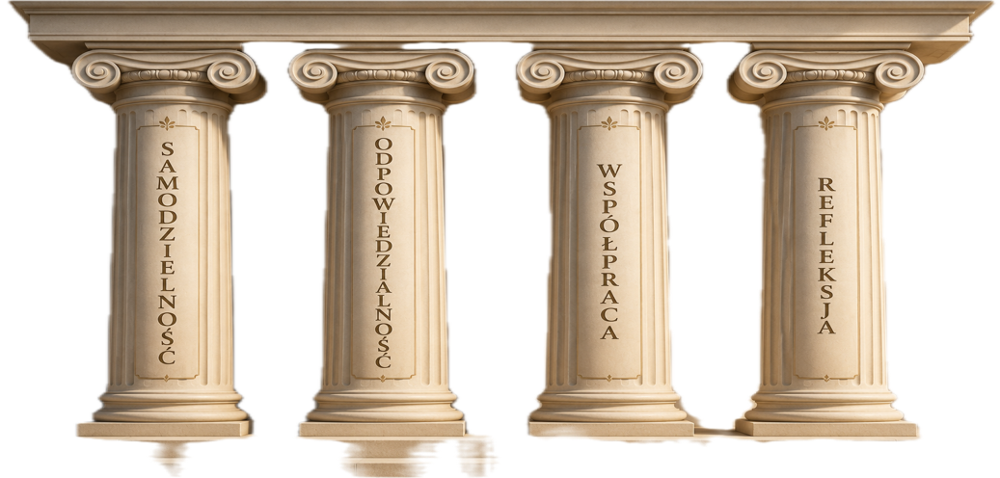 SAMODZIELNOŚĆ
ODPOWIEDZIALNOŚĆ
WSPÓŁPRACA
REFLEKSJA